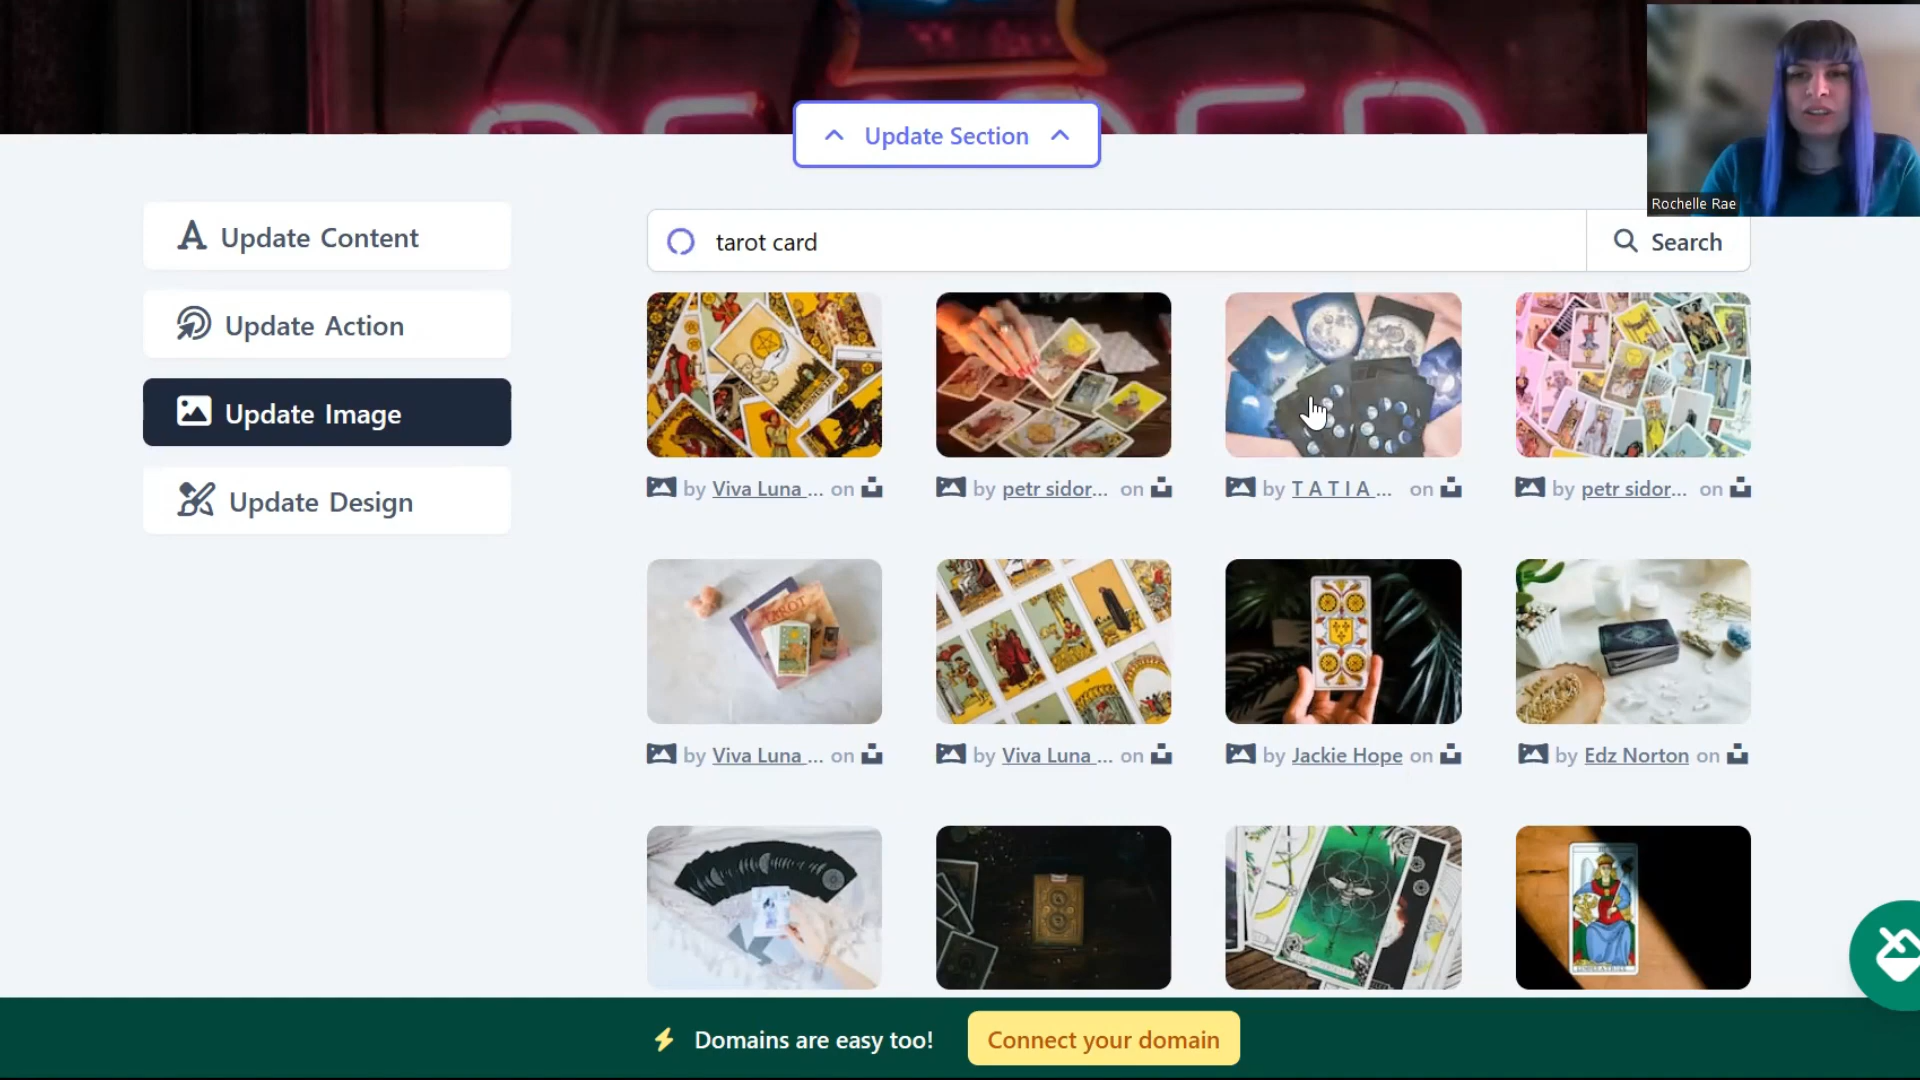 Update Section
Rochelle Rae
Update Content
Update Action
Update Image
Update Design
tarot card
Search
by Viva Luna ... on
by petr sidor... on
by T A T I A ... on
by petr sidor... on
TAROT
by Viva Luna ... on
by Viva Luna ... on
by Jackie Hope on
by Edz Norton on
Domains are easy too!
Connect your domain